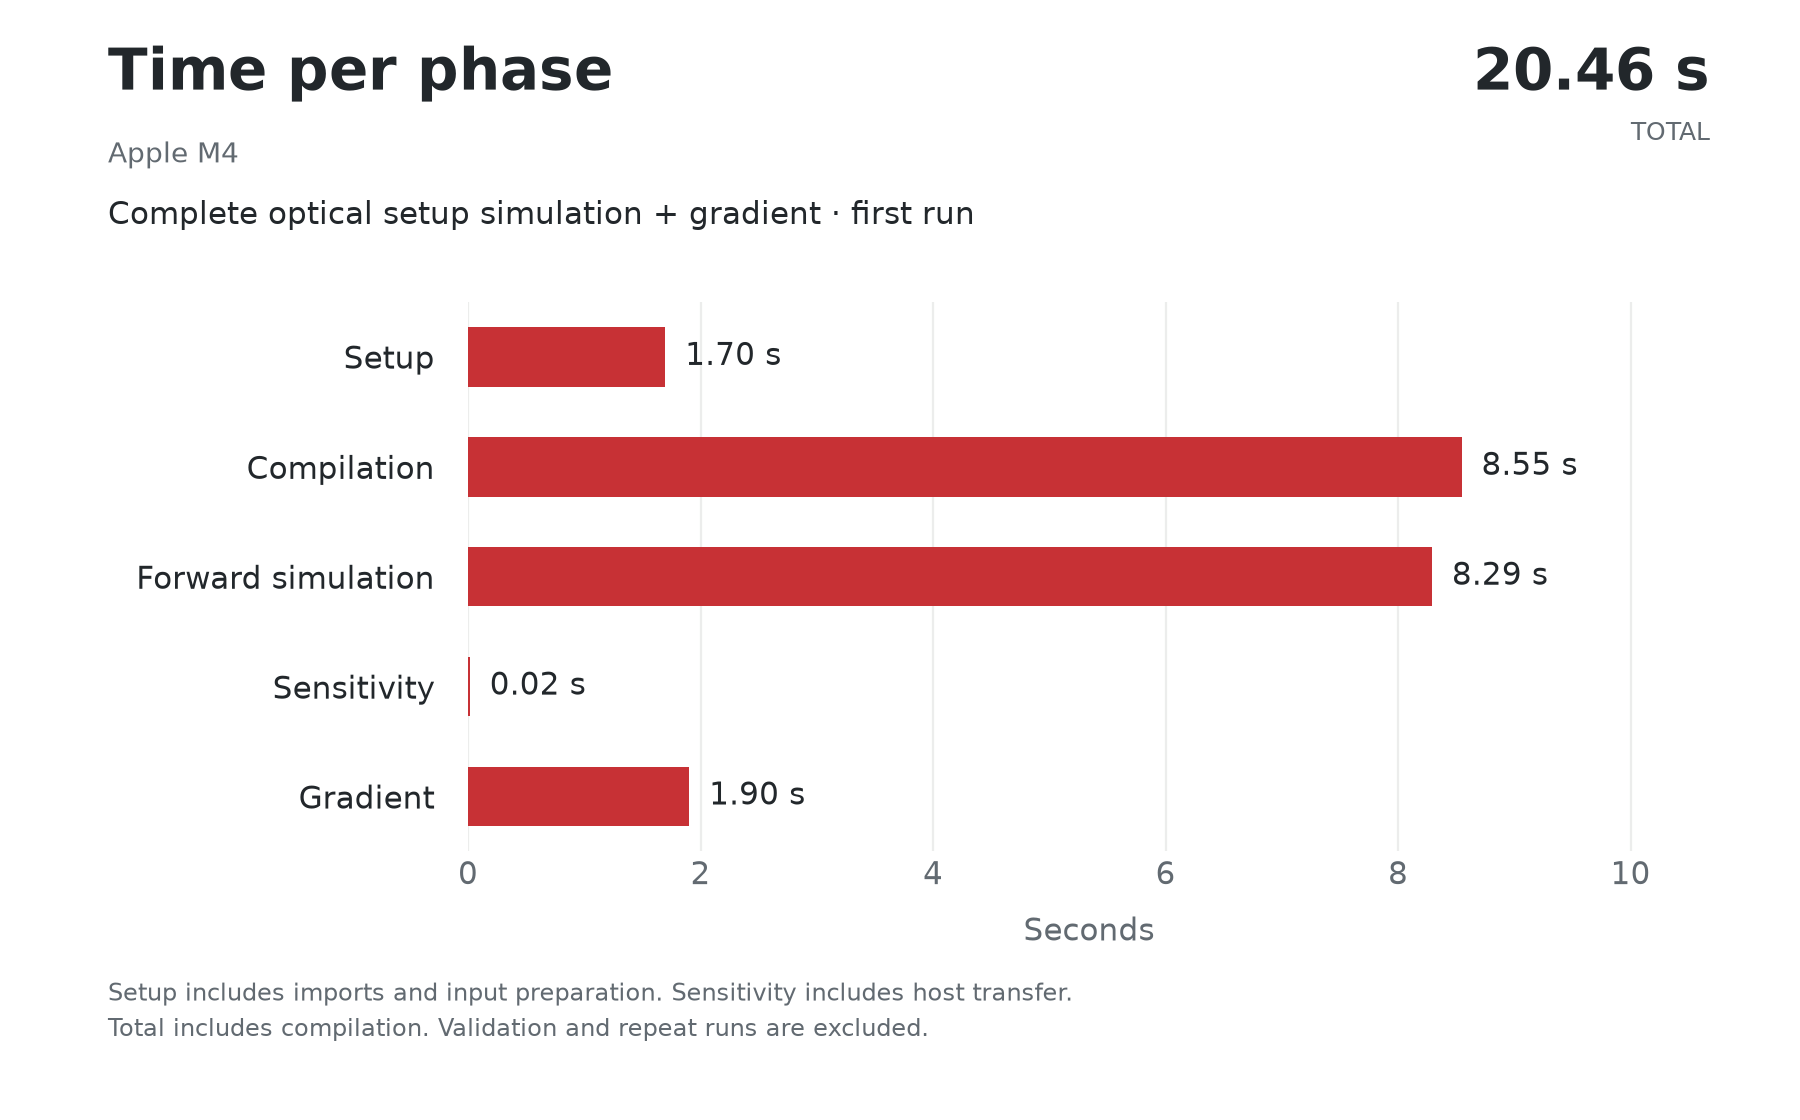 Time per phase
20.46 s
TOTAL
Apple M4
Complete optical setup simulation + gradient · first run
Setup
1.70 s
Compilation
8.55 s
Forward simulation
8.29 s
Sensitivity
0.02 s
Gradient
1.90 s
0 2 4 6 8 10
Seconds
Setup includes imports and input preparation. Sensitivity includes host transfer.
Total includes compilation. Validation and repeat runs are excluded.